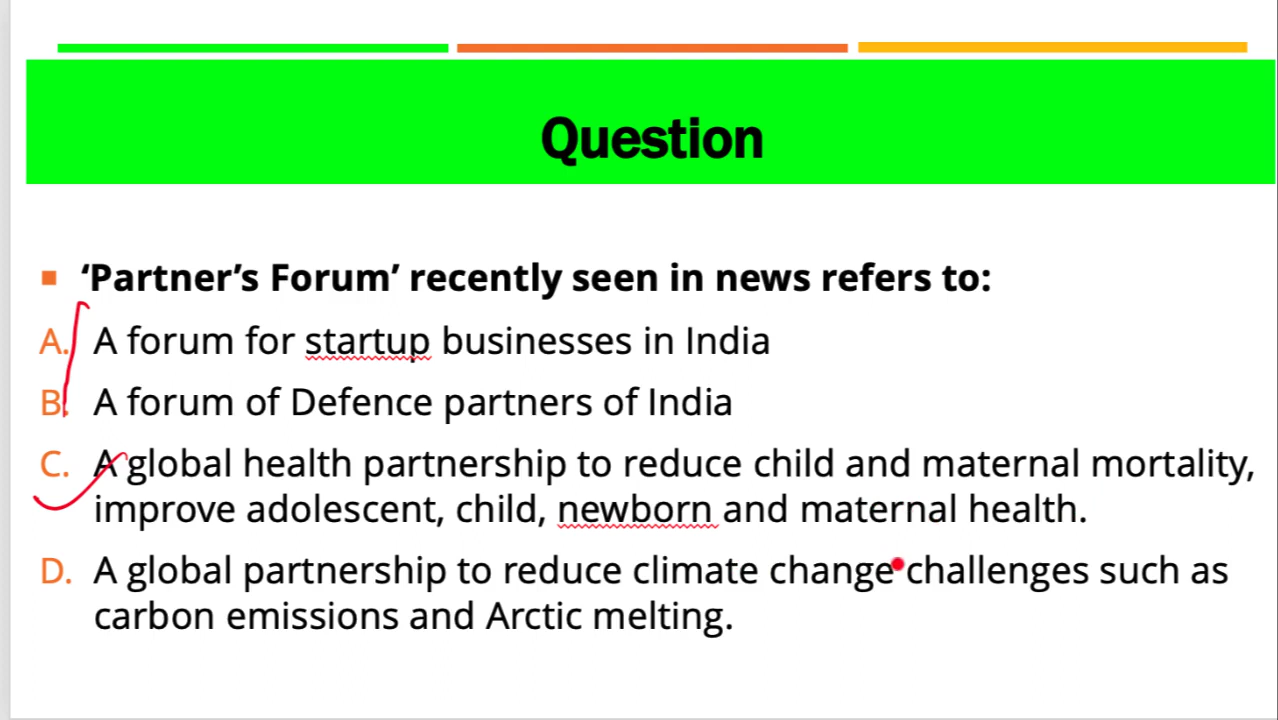 Question
‘Partner’s Forum’ recently seen in news refers to:
A. A forum for startup businesses in India
B. A forum of Defence partners of India
C. A global health partnership to reduce child and maternal mortality,
improve adolescent, child, newborn and maternal health.
D. A global partnership to reduce climate change challenges such as
carbon emissions and Arctic melting.